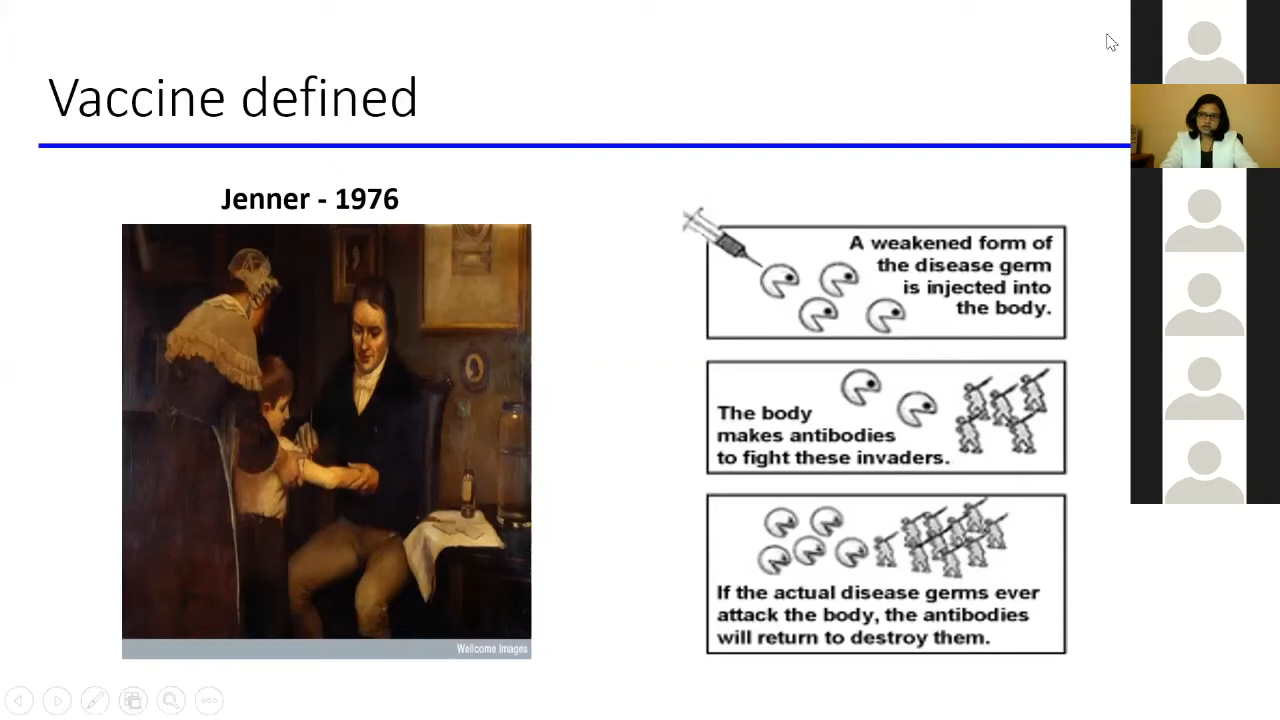 Vaccine defined
Jenner - 1976
Wellcome Images
A weakened form of
the disease germ
is injected into
the body.
The body
makes antibodies
to fight these invaders.
If the actual disease germs ever
attack the body, the antibodies
will return to destroy them.